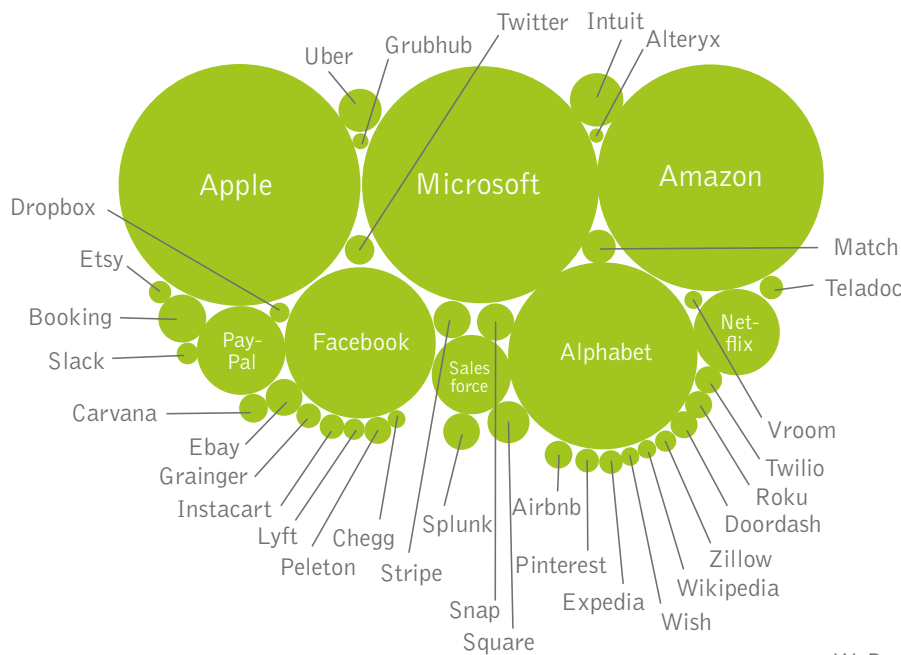 Twitter
Intuit
Alteryx
Grubhub
Uber
Apple
Microsoft
Amazon
Dropbox
Match
Etsy
Teladoc
Booking
Pay-
Pal
Facebook
Alphabet
Net-
flix
Slack
Sales
force
Carvana
Vroom
Ebay
Twilio
Grainger
Roku
Instacart
Airbnb
Splunk
Doordash
Lyft
Chegg
Zillow
Peleton
Stripe
Pinterest
Wikipedia
Expedia
Snap
Wish
Square